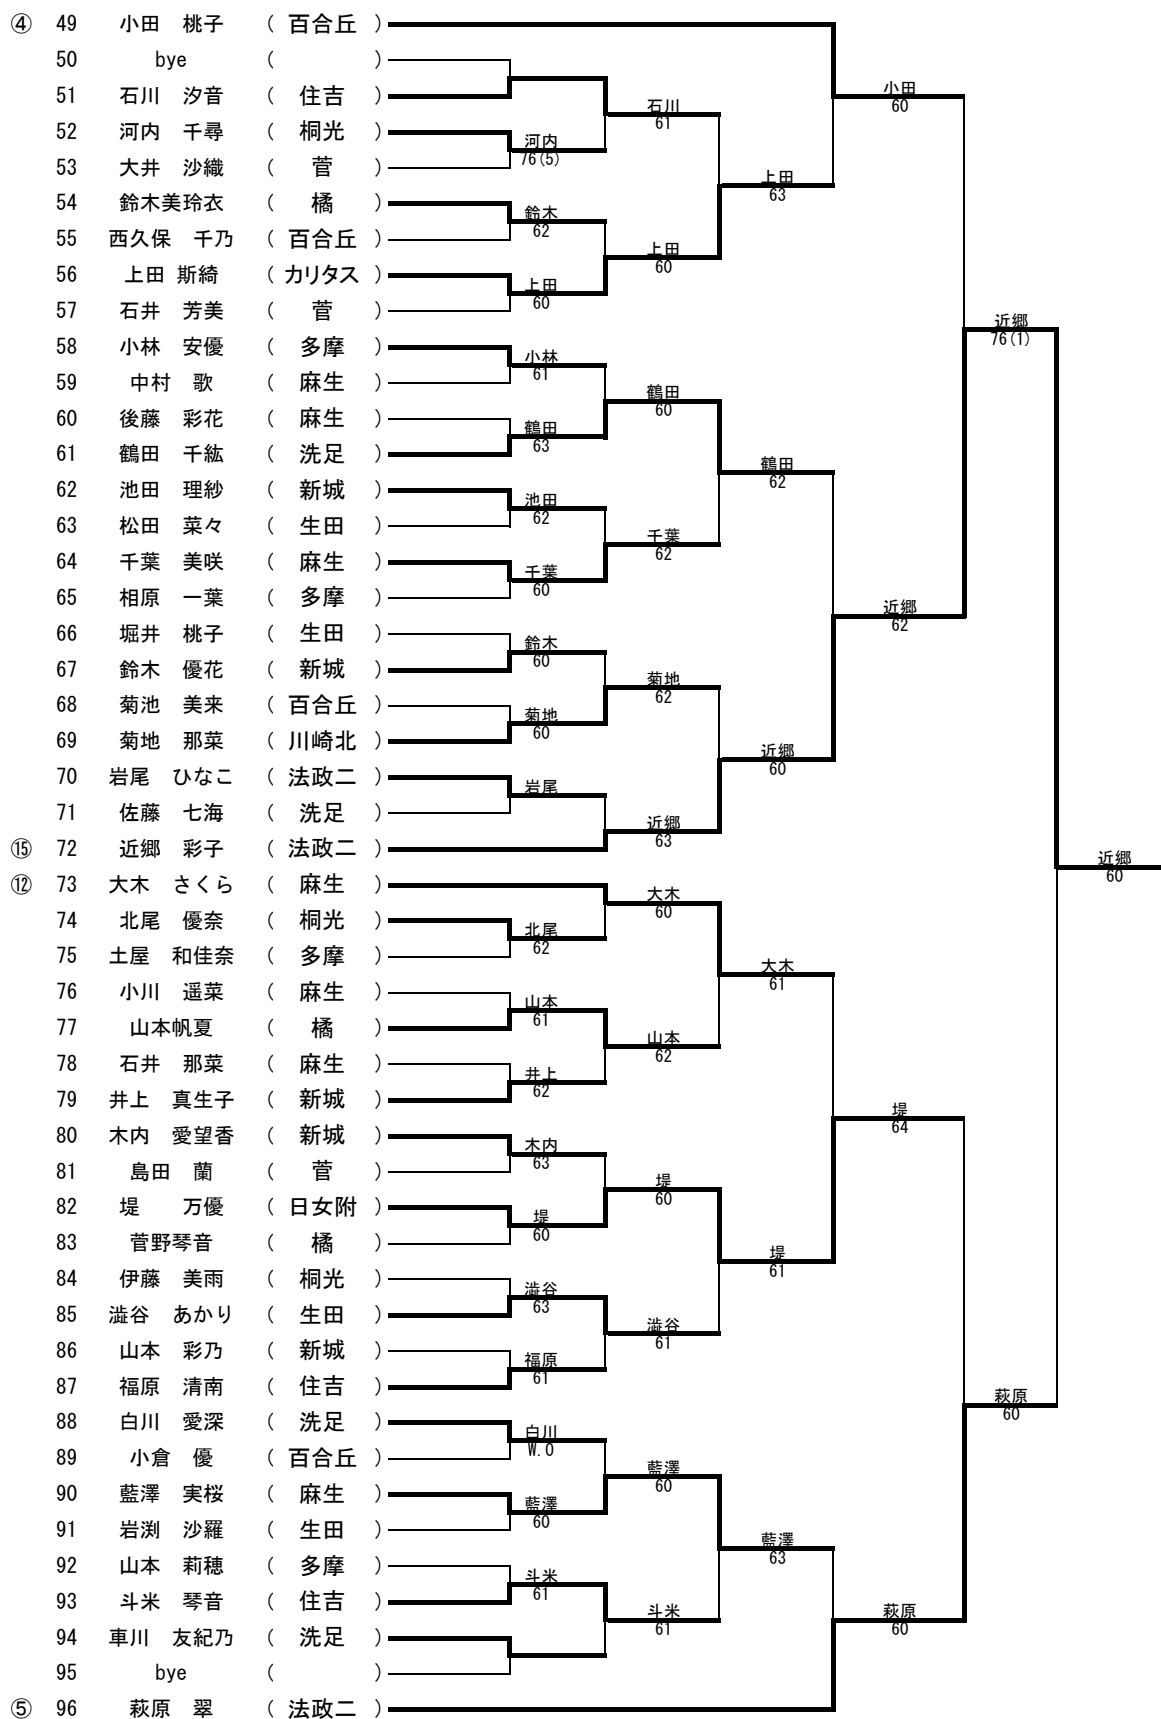 ④ 49 小田 桃子 ( 百合丘 )
50 bye ( )
小田
51 石川 汐音 ( 住吉 )
石川
60
61
52 河内 千尋 ( 桐光 )
河内
76(5)
53 大井 沙織 ( 菅 )
上田
63
54 鈴木美玲衣 ( 橘 )
鈴木
62
55 西久保 千乃 ( 百合丘 )
上田
60
56 上田 斯綺 ( カリタス )
上田
60
57 石井 芳美 ( 菅 )
近郷
76(1)
58 小林 安優 ( 多摩 )
小林
61
59 中村 歌 ( 麻生 )
鶴田
60
60 後藤 彩花 ( 麻生 )
鶴田
63
61 鶴田 千紘 ( 洗足 )
鶴田
62
62 池田 理紗 ( 新城 )
池田
62
63 松田 菜々 ( 生田 )
千葉
62
64 千葉 美咲 ( 麻生 )
千葉
60
65 相原 一葉 ( 多摩 )
近郷
62
66 堀井 桃子 ( 生田 )
鈴木
60
67 鈴木 優花 ( 新城 )
菊地
62
68 菊池 美来 ( 百合丘 )
菊地
60
69 菊地 那菜 ( 川崎北 )
近郷
60
70 岩尾 ひなこ ( 法政二 )
岩尾
71 佐藤 七海 ( 洗足 )
近郷
63
⑮ 72 近郷 彩子 ( 法政二 )
近郷
60
⑫ 73 大木 さくら ( 麻生 )
大木
60
74 北尾 優奈 ( 桐光 )
北尾
62
75 土屋 和佳奈 ( 多摩 )
大木
61
76 小川 遥菜 ( 麻生 )
山本
61
77 山本帆夏 ( 橘 )
山本
62
78 石井 那菜 ( 麻生 )
井上
62
79 井上 真生子 ( 新城 )
堤
64
80 木内 愛望香 ( 新城 )
木内
63
81 島田 蘭 ( 菅 )
堤
60
82 堤 万優 ( 日女附 )
堤
60
83 菅野琴音 ( 橘 )
堤
61
84 伊藤 美雨 ( 桐光 )
澁谷
63
85 澁谷 あかり ( 生田 )
澁谷
61
86 山本 彩乃 ( 新城 )
福原
61
87 福原 清南 ( 住吉 )
萩原
60
88 白川 愛深 ( 洗足 )
白川
W.O
89 小倉 優 ( 百合丘 )
藍澤
60
90 藍澤 実桜 ( 麻生 )
藍澤
60
91 岩渕 沙羅 ( 生田 )
藍澤
63
92 山本 莉穂 ( 多摩 )
斗米
61
93 斗米 琴音 ( 住吉 )
斗米
61
萩原
60
94 車川 友紀乃 ( 洗足 )
95 bye ( )
⑤ 96 萩原 翠 ( 法政二 )